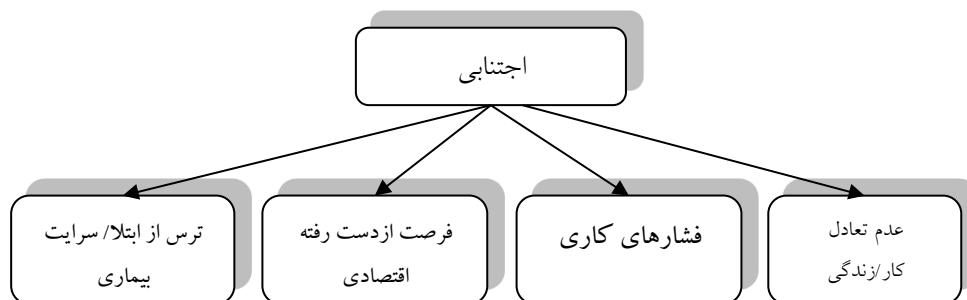 اجتنابی
عدم تعادل
کار/زندگی
فشارهای کاری
فرصت ازدست رفته
اقتصادی
ترس از ابتلا/ سرایت
بیماری